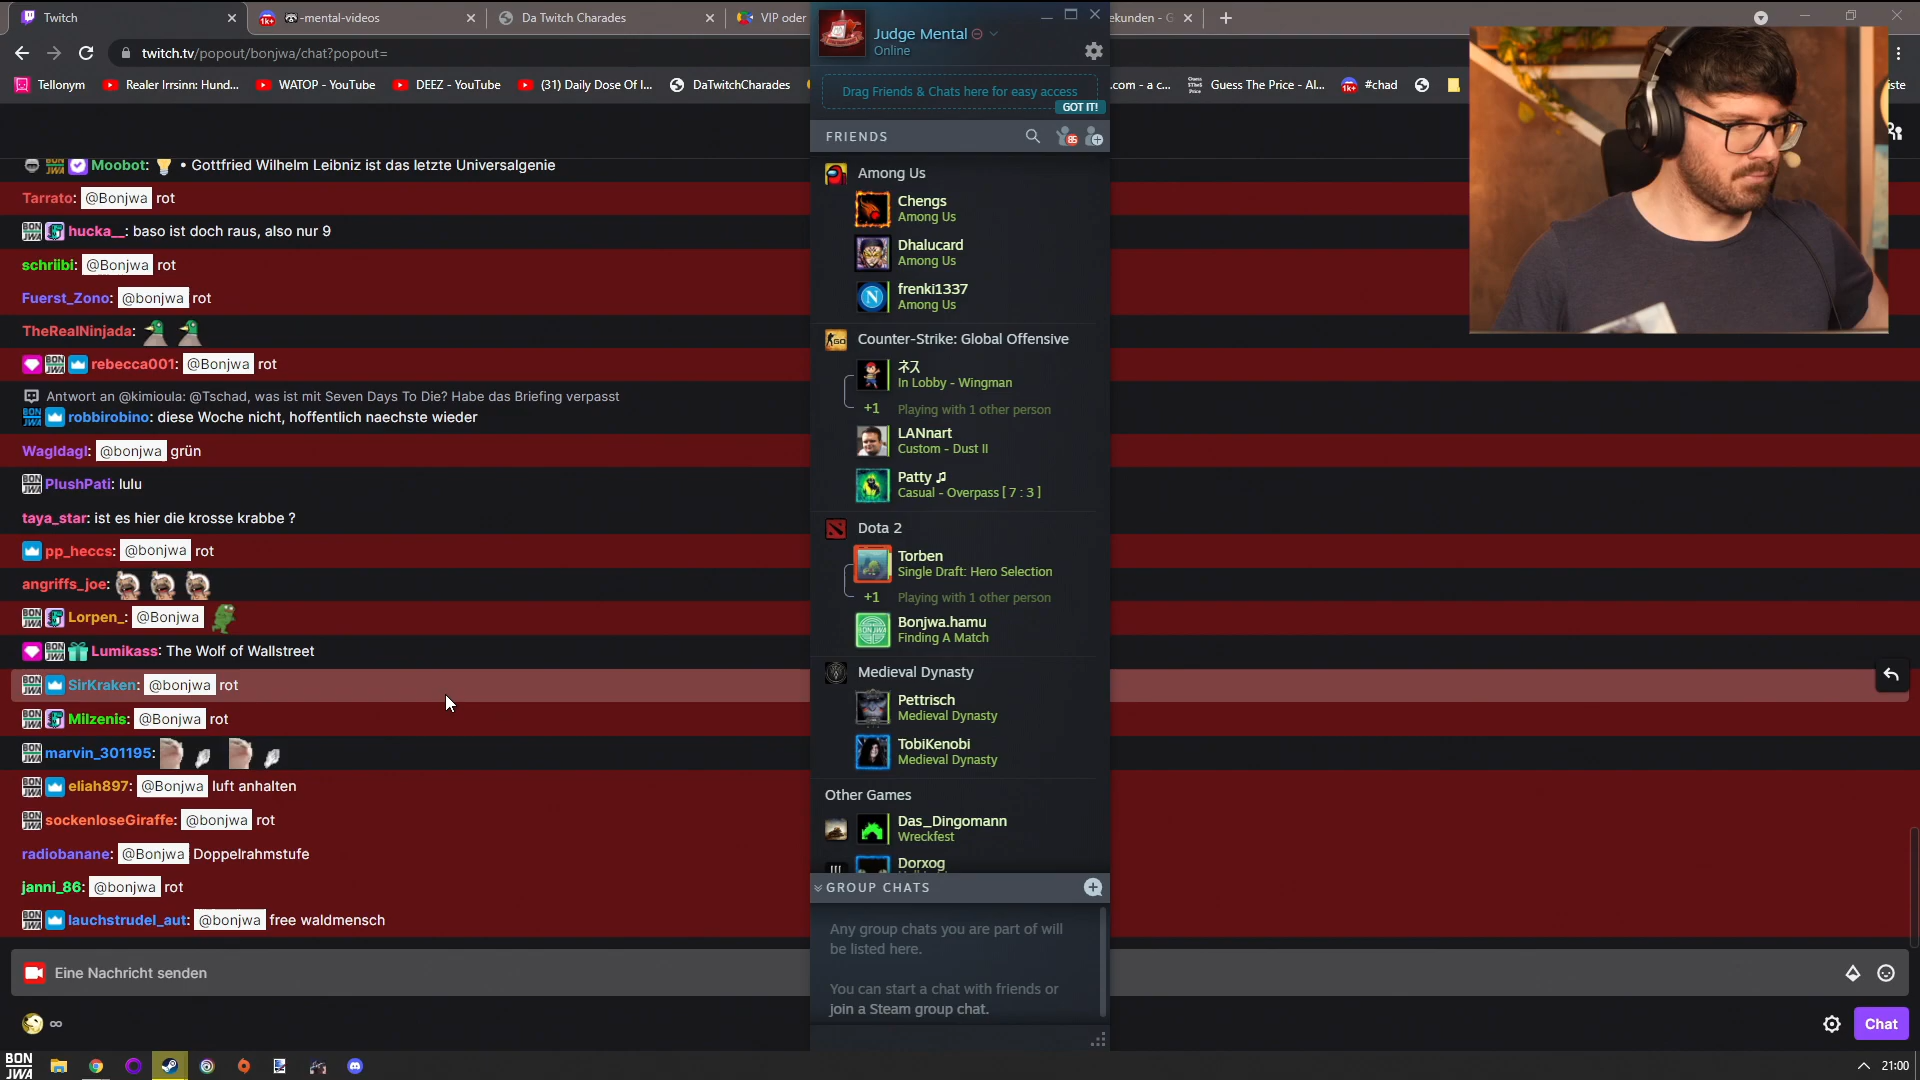 Twitch
-mental-videos
Da Twitch Charades
VIP oder
ekunden - G
twitch.tv/popout/bonjwa/chat?popout=
Tellonym
Realer Irrsinn: Hund...
WATOP - YouTube
DEEZ - YouTube
(31) Daily Dose Of I...
DaTwitchCharades
.com - a c...
Guess The Price - Al...
#chad
iste
Moobot: • Gottfried Wilhelm Leibniz ist das letzte Universalgenie
Tarrato: @Bonjwa rot
hucka__: baso ist doch raus, also nur 9
schriibi: @Bonjwa rot
Fuerst_Zono: @bonjwa rot
TheRealNinjada:
rebecca001: @Bonjwa rot
Antwort an @kimioula: @Tschad, was ist mit Seven Days To Die? Habe das Briefing verpasst
robbirobino: diese Woche nicht, hoffentlich naechste wieder
Wagldagl: @bonjwa grün
PlushPati: lulu
taya_star: ist es hier die krosse krabbe ?
pp_heccs: @bonjwa rot
angriffs_joe:
Lorpen_: @Bonjwa
Lumikass: The Wolf of Wallstreet
SirKraken: @bonjwa rot
Milzenis: @Bonjwa rot
marvin_301195:
eliah897: @Bonjwa luft anhalten
sockenloseGiraffe: @bonjwa rot
radiobanane: @Bonjwa Doppelrahmstufe
janni_86: @bonjwa rot
lauchstrudel_aut: @bonjwa free waldmensch
Eine Nachricht senden
∞
Chat
Judge Mental
Online
Drag Friends & Chats here for easy access
GOT IT!
FRIENDS
85
Among Us
Chengs
Among Us
Dhalucard
Among Us
frenki1337
Among Us
Counter-Strike: Global Offensive
ネス
In Lobby - Wingman
+1 Playing with 1 other person
LANnart
Custom - Dust II
Patty ♫
Casual - Overpass [ 7 : 3 ]
Dota 2
Torben
Single Draft: Hero Selection
+1 Playing with 1 other person
Bonjwa.hamu
Finding A Match
Medieval Dynasty
Pettrisch
Medieval Dynasty
TobiKenobi
Medieval Dynasty
Other Games
Das_Dingomann
Wreckfest
Dorxog
GROUP CHATS
Any group chats you are part of will
be listed here.
You can start a chat with friends or
join a Steam group chat.
BON
JWA
21:00